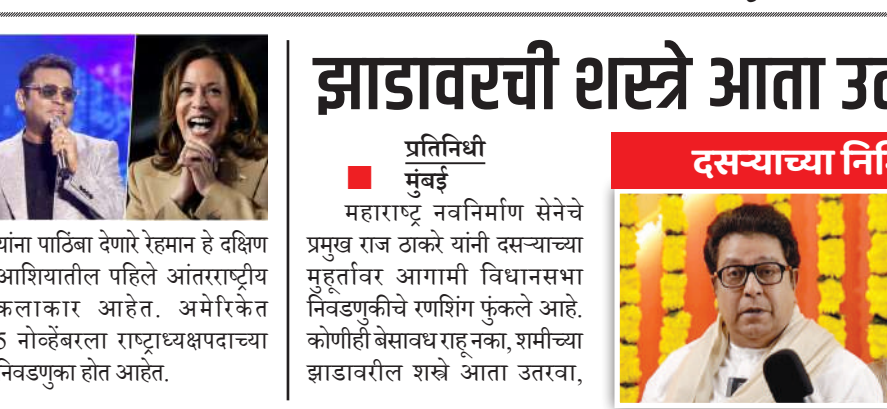 यांना पाठिंबा देणारे रेहमान हे दक्षिण
आशियातील पहिले आंतरराष्ट्रीय
कलाकार आहेत. अमेरिकेत
5 नोव्हेंबरला राष्ट्राध्यक्षपदाच्या
निवडणुका होत आहेत.
झाडावरची शस्त्रे आता
प्रतिनिधी
मुंबई
महाराष्ट्र नवनिर्माण सेनेचे
प्रमुख राज ठाकरे यांनी दसऱ्याच्या
मुहूर्तावर आगामी विधानसभा
निवडणुकीचे रणशिंग फुंकले आहे.
कोणीही बेसावध राहू नका, शमीच्या
झाडावरील शस्त्रे आता उतरवा,
दसऱ्याच्या